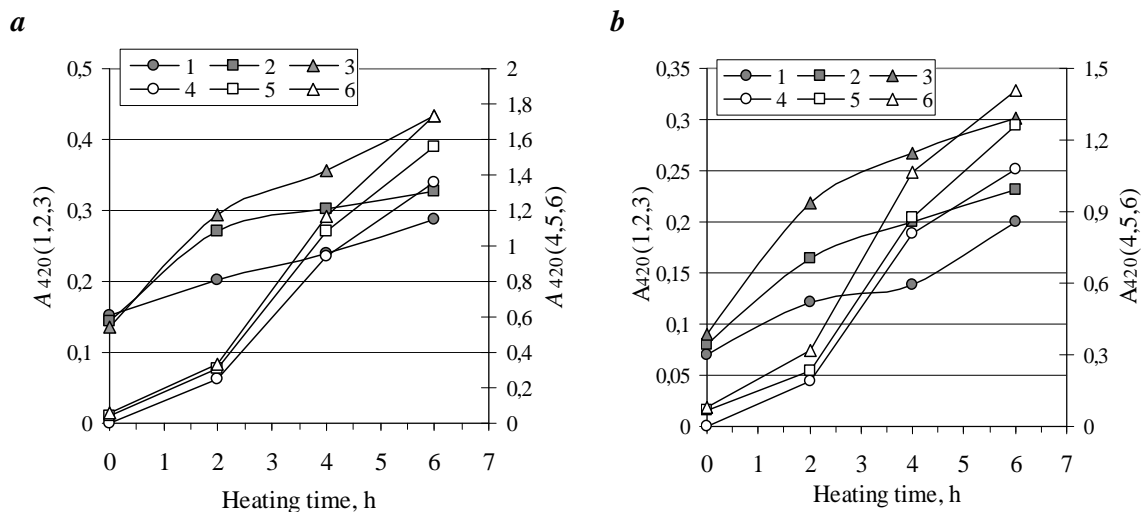 a
1 2 3
4 5 6
0,5
0,4
0,3
0,2
0,1
0
A420(1,2,3)
2
1,8
1,6
1,4
1,2
1
0,8
0,6
0,4
0,2
0
A420(4,5,6)
0 1 2 3 4 5 6 7
Heating time, h
b
1 2 3
4 5 6
0,35
0,3
0,25
0,2
0,15
0,1
0,05
0
A420(1,2,3)
1,5
1,2
0,9
0,6
0,3
0
A420(4,5,6)
0 1 2 3 4 5 6 7
Heating time, h